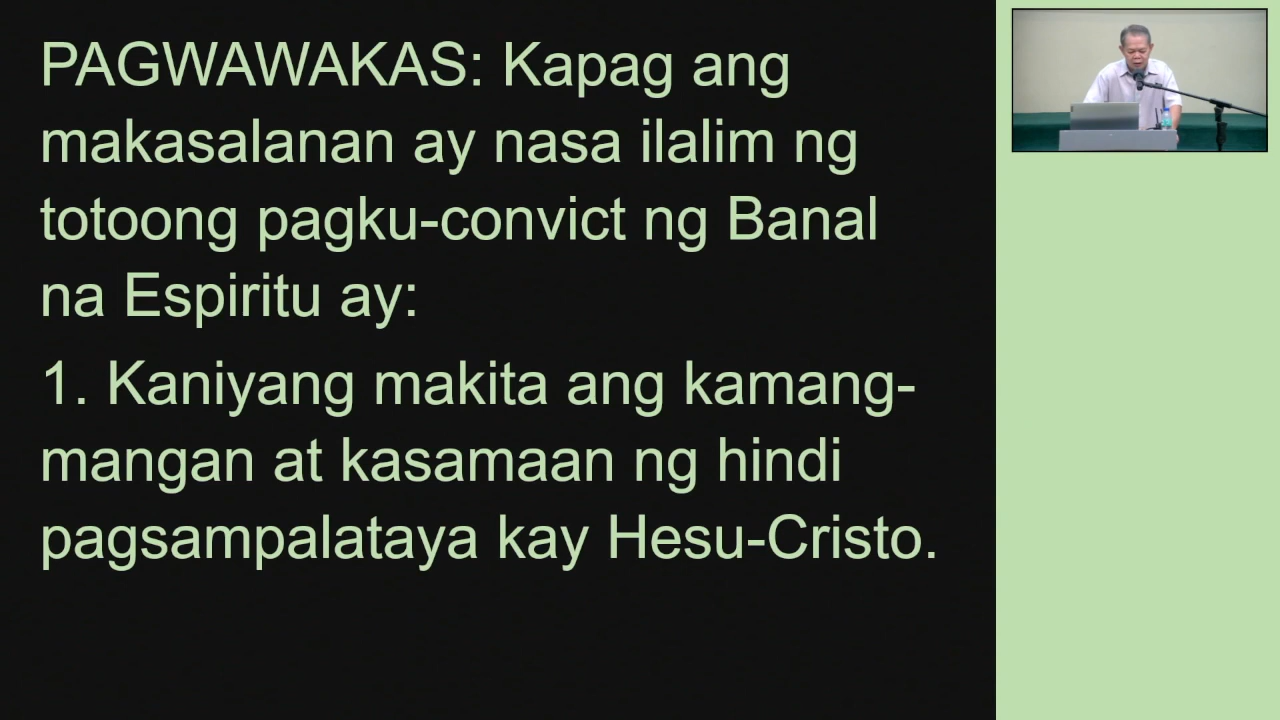 PAGWAWAKAS: Kapag ang
makasalanan ay nasa ilalim ng
totoong pagku-convict ng Banal
na Espiritu ay:
1. Kaniyang makita ang kamang-
mangan at kasamaan ng hindi
pagsampalataya kay Hesu-Cristo.